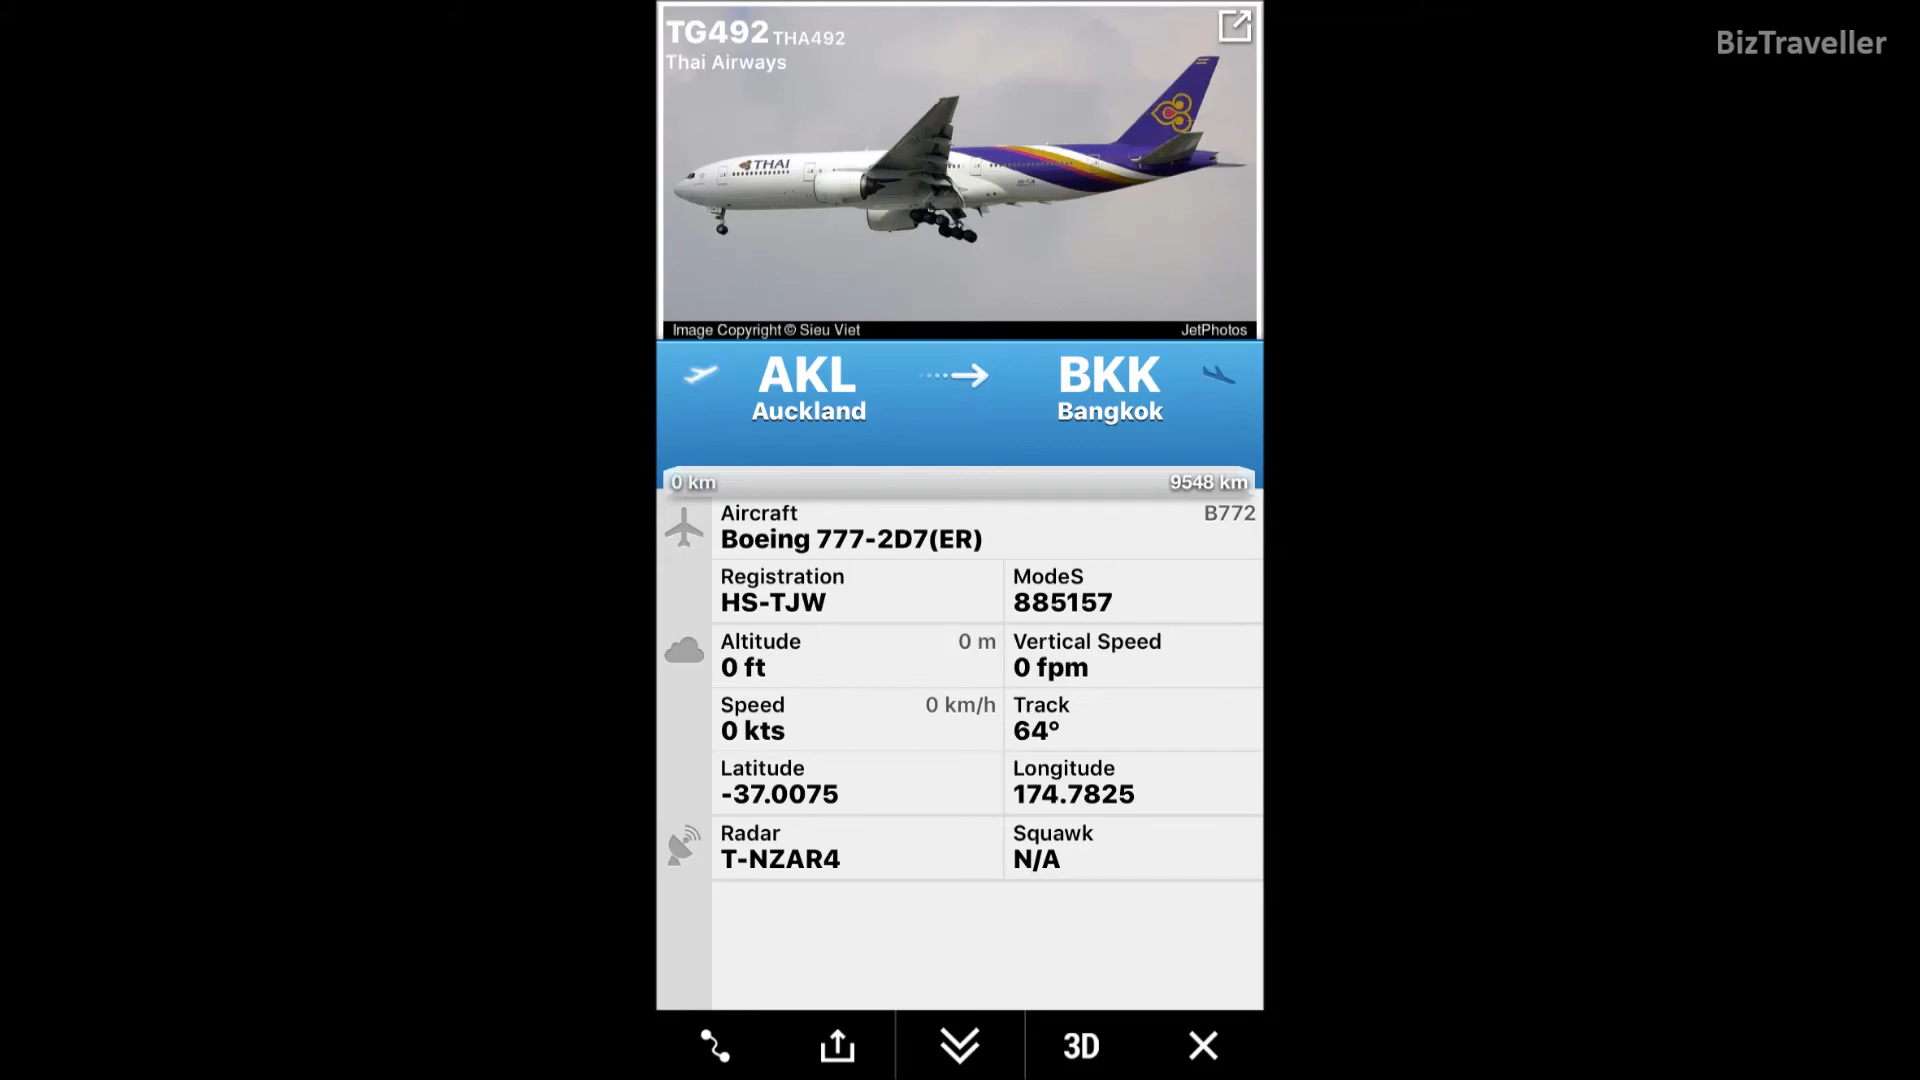 BizTraveller
TG492 THA492
Thai Airways
THAI
Image Copyright © Sieu Viet
JetPhotos
AKL
BKK
Auckland
Bangkok
0 km
9548 km
Aircraft
B772
Boeing 777-2D7(ER)
Registration
HS-TJW
ModeS
885157
Altitude
0 m
0 ft
Vertical Speed
0 fpm
Speed
0 km/h
0 kts
Track
64°
Latitude
-37.0075
Longitude
174.7825
Radar
T-NZAR4
Squawk
N/A
3D